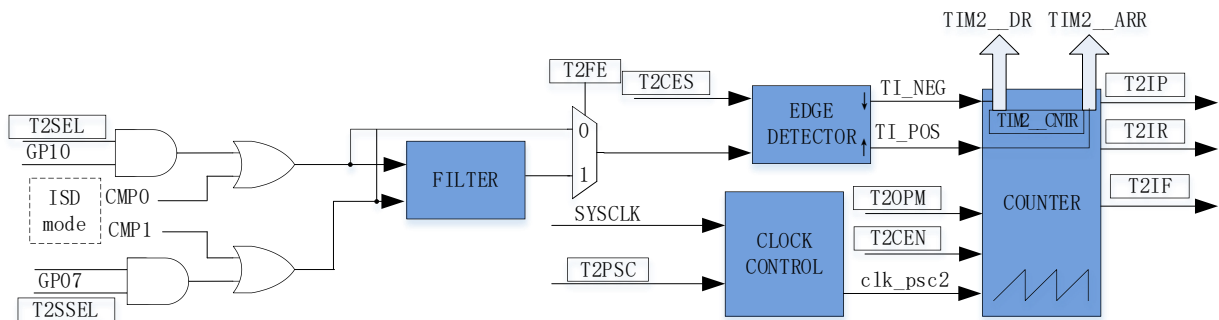 TIM2__DR
TIM2__ARR
T2FE
T2CES
TI_NEG
T2IP
EDGE
DETECTOR
TIM2__CNTR
T2SEL
GP10
0
TI_POS
T2IR
1
FILTER
ISD
mode
CMP0
CMP1
T2IF
T2OPM
COUNTER
SYSCLK
CLOCK
CONTROL
T2CEN
GP07
T2PSC
clk_psc2
T2SSEL